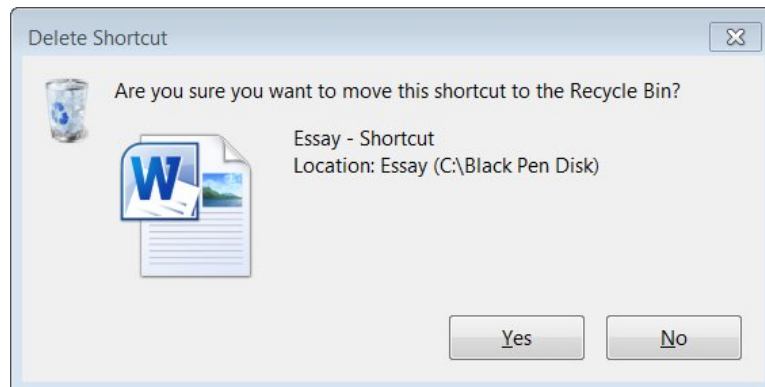 Delete Shortcut
Are you sure you want to move this shortcut to the Recycle Bin?
W
Essay - Shortcut
Location: Essay (C:\Black Pen Disk)
Yes
No